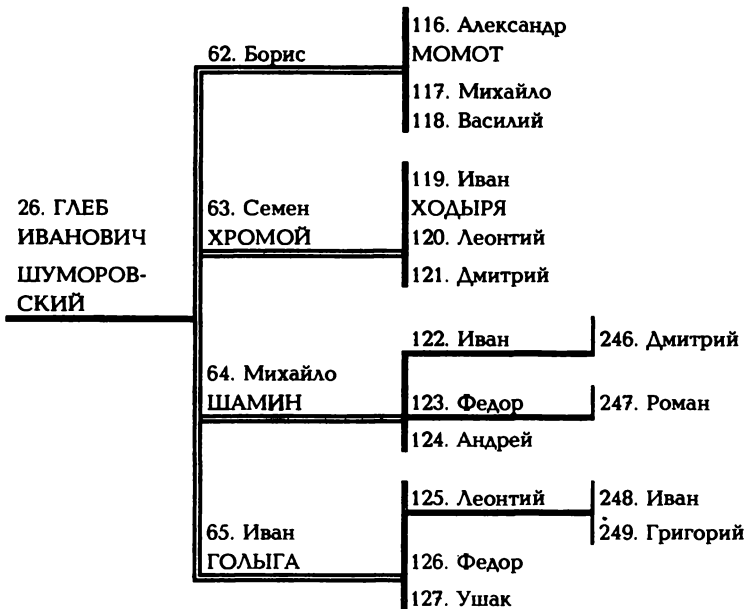 26. ГЛЕБ
ИВАНОВИЧ
ШУМОРОВ-
СКИЙ
62. Борис
63. Семен
ХРОМОЙ
64. Михайло
ШАМИН
65. Иван
ГОЛЫГА
116. Александр
МОМОТ
117. Михайло
118. Василий
119. Иван
ХОДЫРЯ
120. Леонтий
121. Дмитрий
122. Иван
123. Федор
124. Андрей
125. Леонтий
126. Федор
127. Ушак
246. Дмитрий
247. Роман
248. Иван
249. Григорий